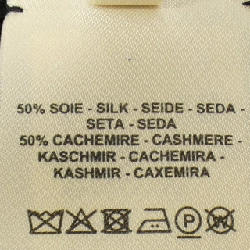 50% SOIE - SILK - SEIDE - SEDA -
SETA - SEDA
50% CACHEMIRE - CASHMERE -
KASCHMIR - CACHEMIRA -
KASHMIR - CAXEMIRA
P